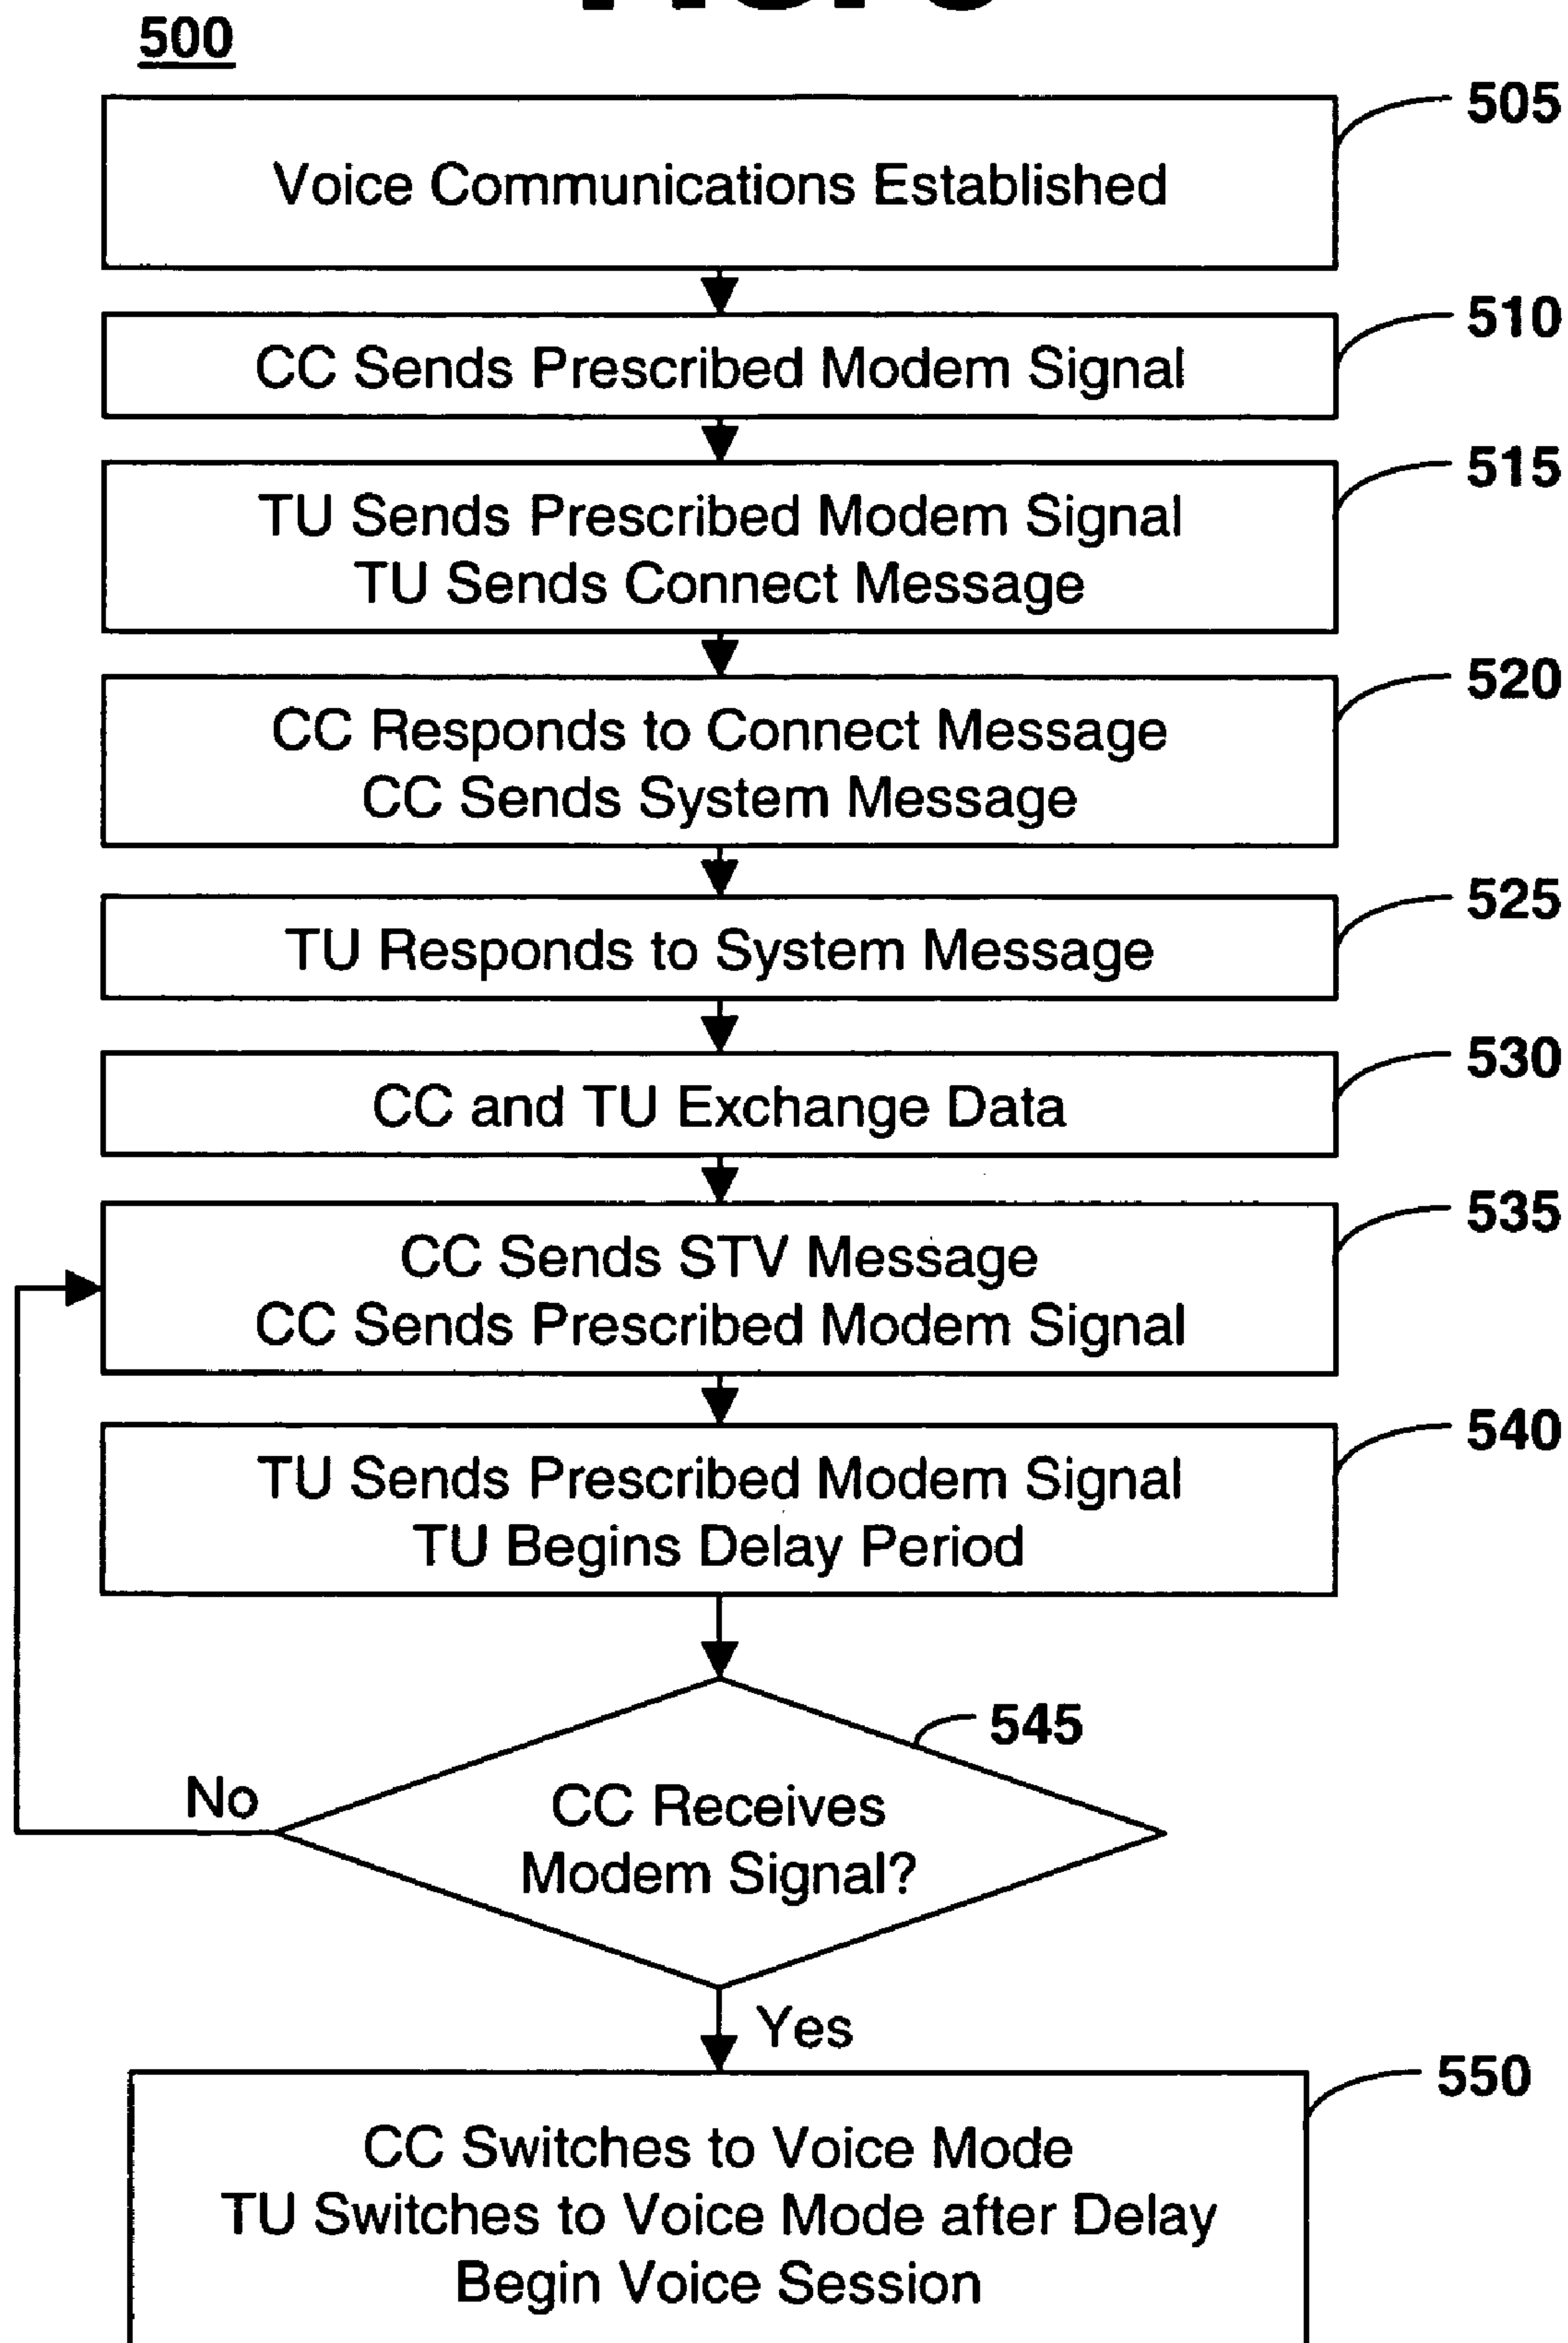 500
505
Voice Communications Established
510
CC Sends Prescribed Modem Signal
515
TU Sends Prescribed Modem Signal
TU Sends Connect Message
520
CC Responds to Connect Message
CC Sends System Message
525
TU Responds to System Message
530
CC and TU Exchange Data
535
CC Sends STV Message
CC Sends Prescribed Modem Signal
540
TU Sends Prescribed Modem Signal
TU Begins Delay Period
545
No
CC Receives
Modem Signal?
Yes
550
CC Switches to Voice Mode
TU Switches to Voice Mode after Delay
Begin Voice Session